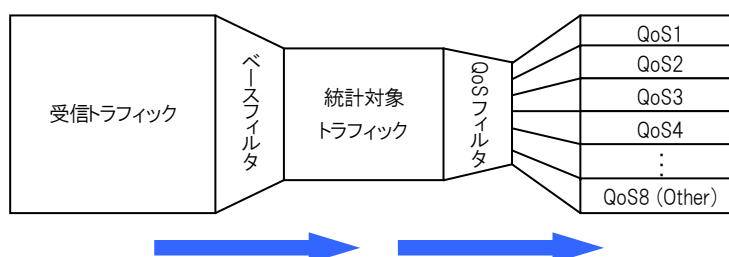 受信トラフィック
ベースフィルタ
統計対象
トラフィック
QoSフィルタ
QoS1
QoS2
QoS3
QoS4
⋮
QoS8 (Other)